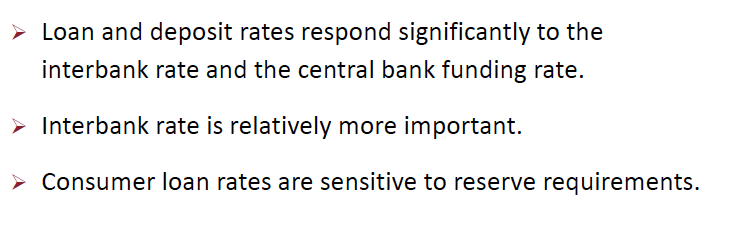 ➢ Loan and deposit rates respond significantly to the
interbank rate and the central bank funding rate.
➢ Interbank rate is relatively more important.
➢ Consumer loan rates are sensitive to reserve requirements.